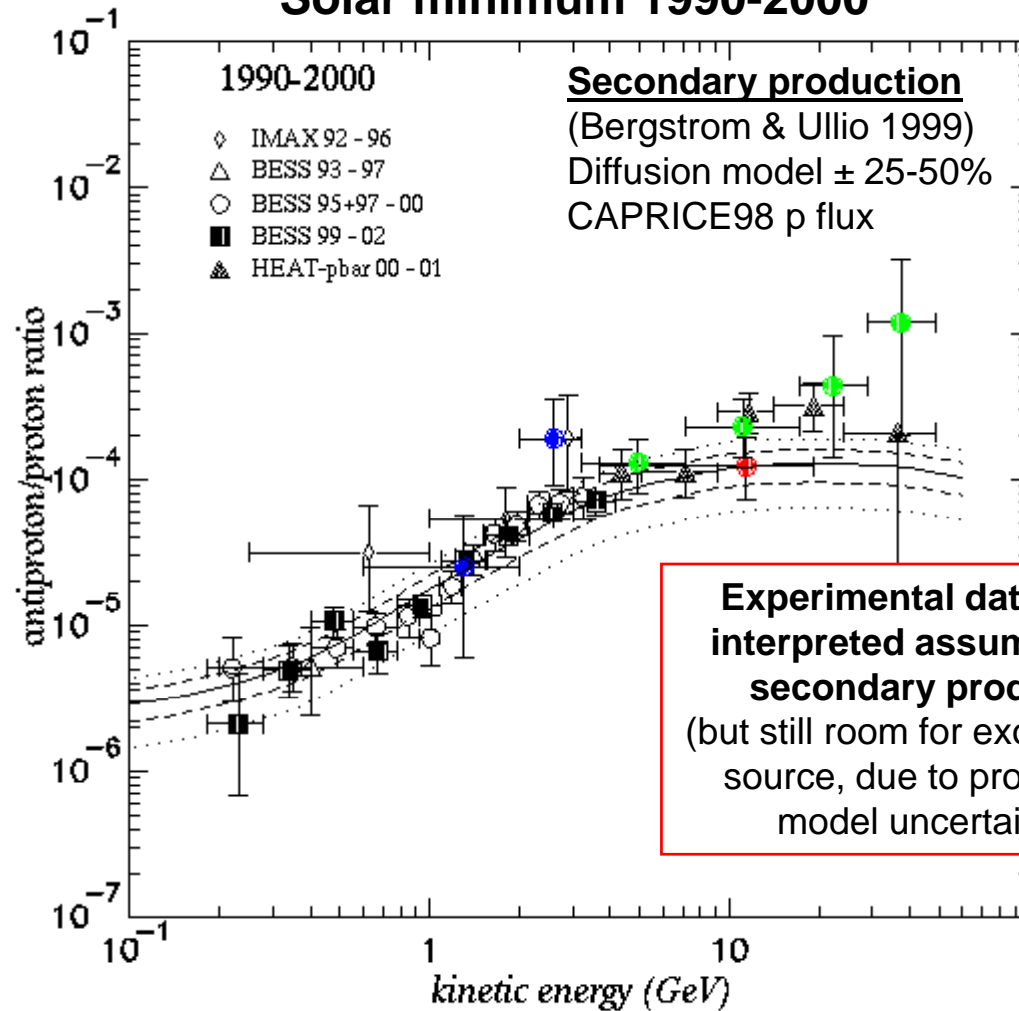 Solar minimum 1990-2000
1990-2000
IMAX 92 - 96
BESS 93 - 97
BESS 95+97 - 00
BESS 99 - 02
HEAT-pbar 00 - 01
Secondary production
(Bergstrom & Ullio 1999)
Diffusion model ± 25-50%
CAPRICE98 p flux
antiproton/proton ratio
10⁻¹
10⁻²
10⁻³
10⁻⁴
10⁻⁵
10⁻⁶
10⁻⁷
Experimental dat
interpreted assum
secondary prod
(but still room for exc
source, due to pro
model uncertai
10⁻¹
1
10
kinetic energy (GeV)